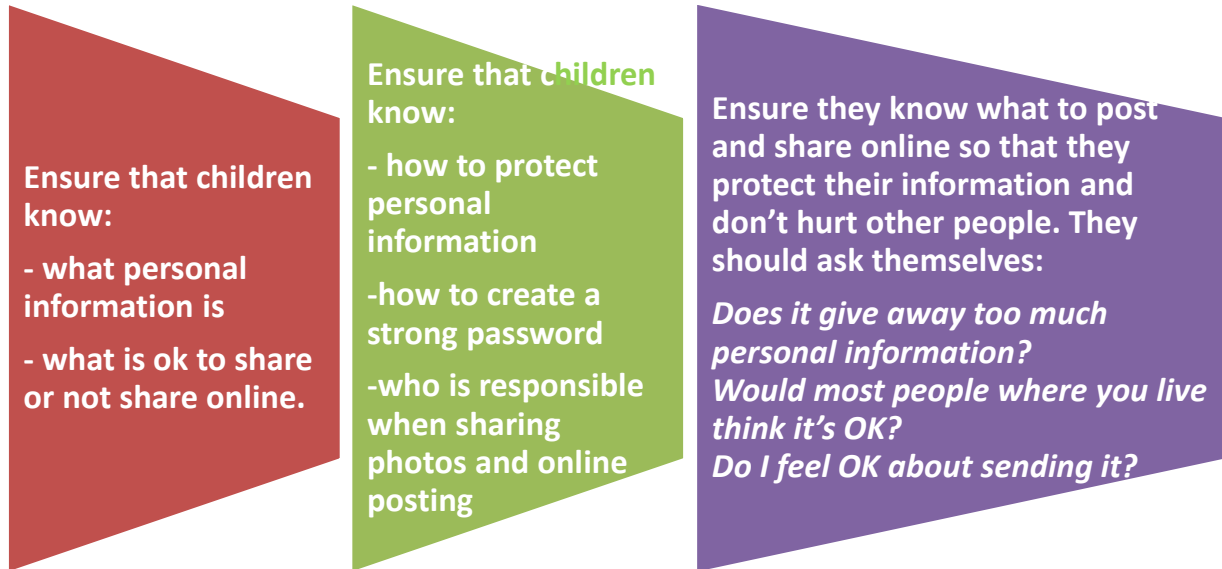 Ensure that children
know:
- what personal
information is
- what is ok to share
or not share online.
Ensure that children
know:
- how to protect
personal
information
-how to create a
strong password
-who is responsible
when sharing
photos and online
posting
Ensure they know what to post
and share online so that they
protect their information and
don’t hurt other people. They
should ask themselves:
Does it give away too much
personal information?
Would most people where you live
think it’s OK?
Do I feel OK about sending it?